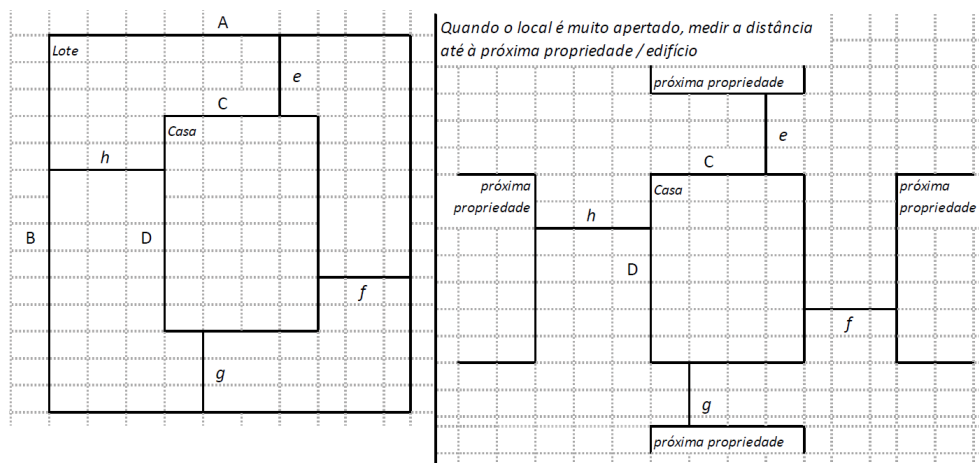 A
Lote
e
C
Casa
h
B
D
f
g
Quando o local é muito apertado, medir a distância
até à próxima propriedade / edifício
próxima propriedade
e
C
próxima
propriedade
Casa
próxima
propriedade
h
D
f
g
próxima propriedade